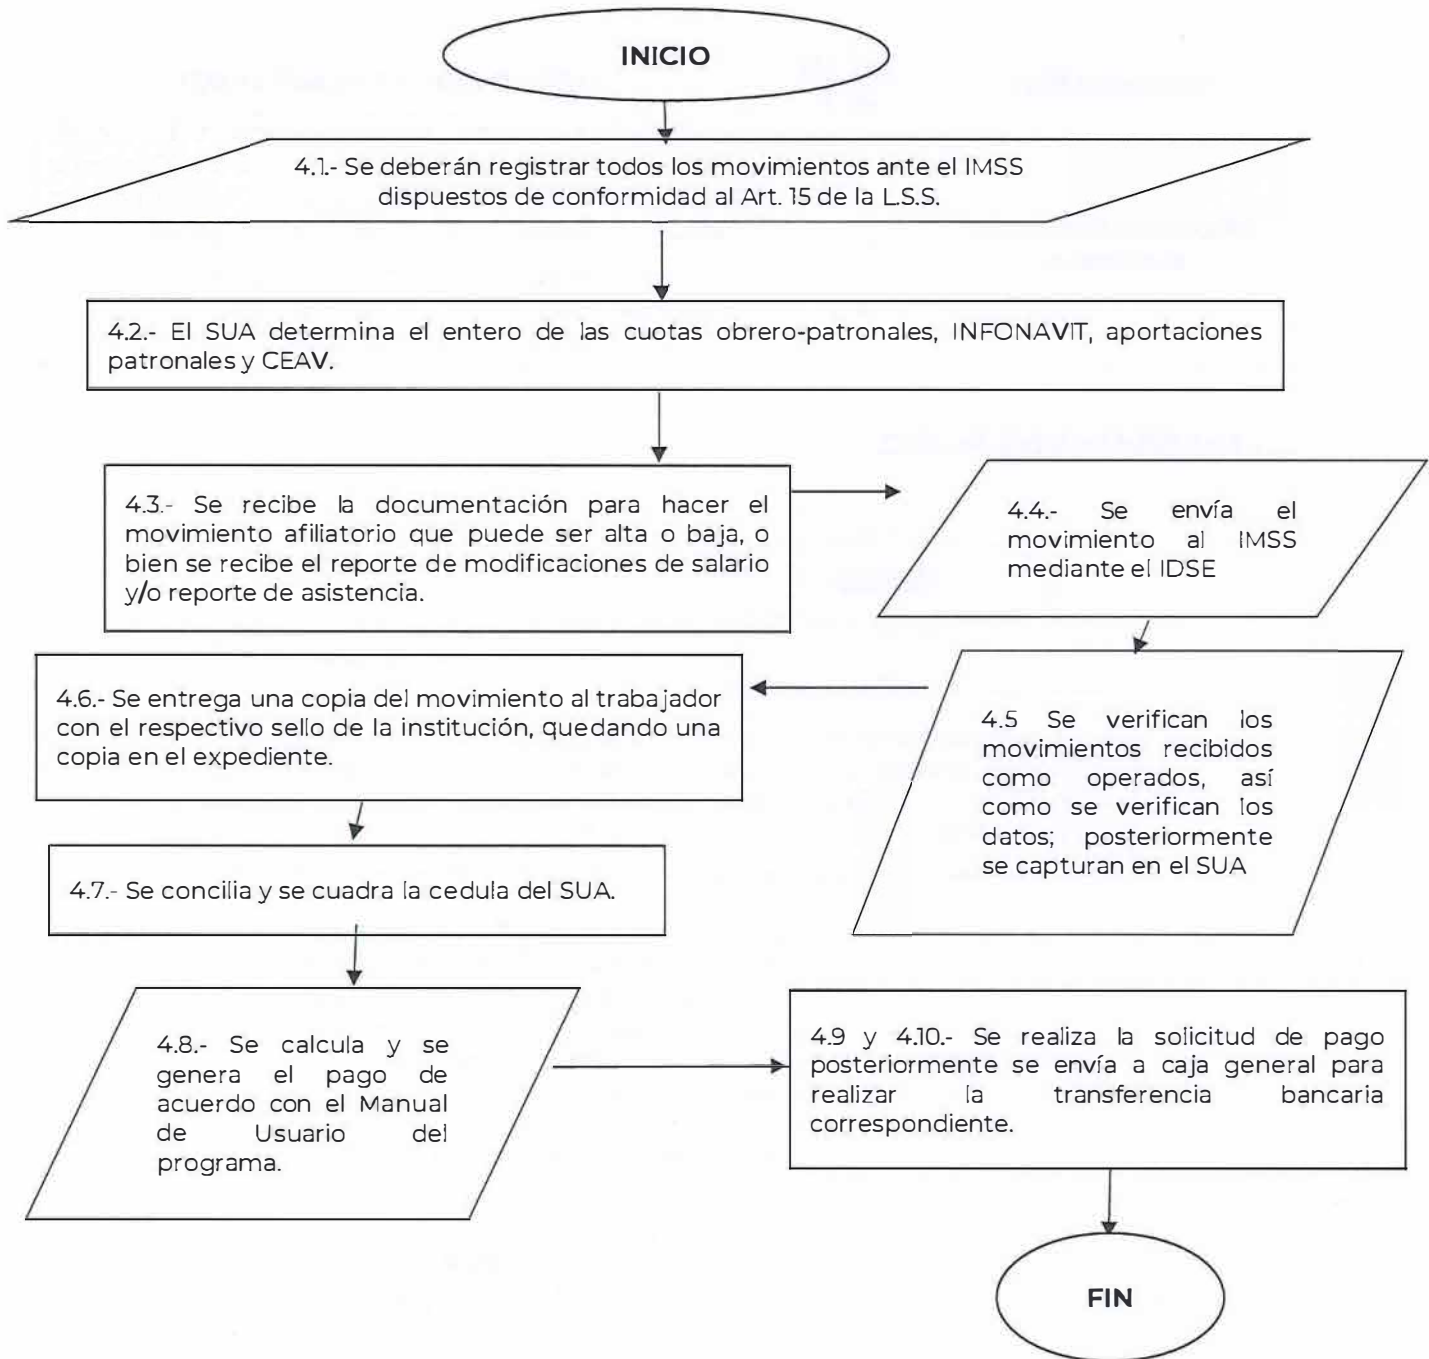 INICIO
4.1.- Se deberán registrar todos los movimientos ante el IMSS
dispuestos de conformidad al Art. 15 de la L.S.S.
4.2.- El SUA determina el entero de las cuotas obrero-patronales, INFONAVIT, aportaciones
patronales y CEAV.
4.3.- Se recibe la documentación para hacer el
movimiento afiliatorio que puede ser alta o baja, o
bien se recibe el reporte de modificaciones de salario
y/o reporte de asistencia.
4.4.- Se envía el
movimiento al IMSS
mediante el IDSE
4.5 Se verifican los
movimientos recibidos
como operados, así
como se verifican los
datos; posteriormente
se capturan en el SUA
4.6.- Se entrega una copia del movimiento al trabajador
con el respectivo sello de la institución, quedando una
copia en el expediente.
4.7.- Se concilia y se cuadra la cedula del SUA.
4.8.- Se calcula y se
genera el pago de
acuerdo con el Manual
de Usuario del
programa.
4.9 y 4.10.- Se realiza la solicitud de pago
posteriormente se envía a caja general para
realizar la transferencia bancaria
correspondiente.
FIN